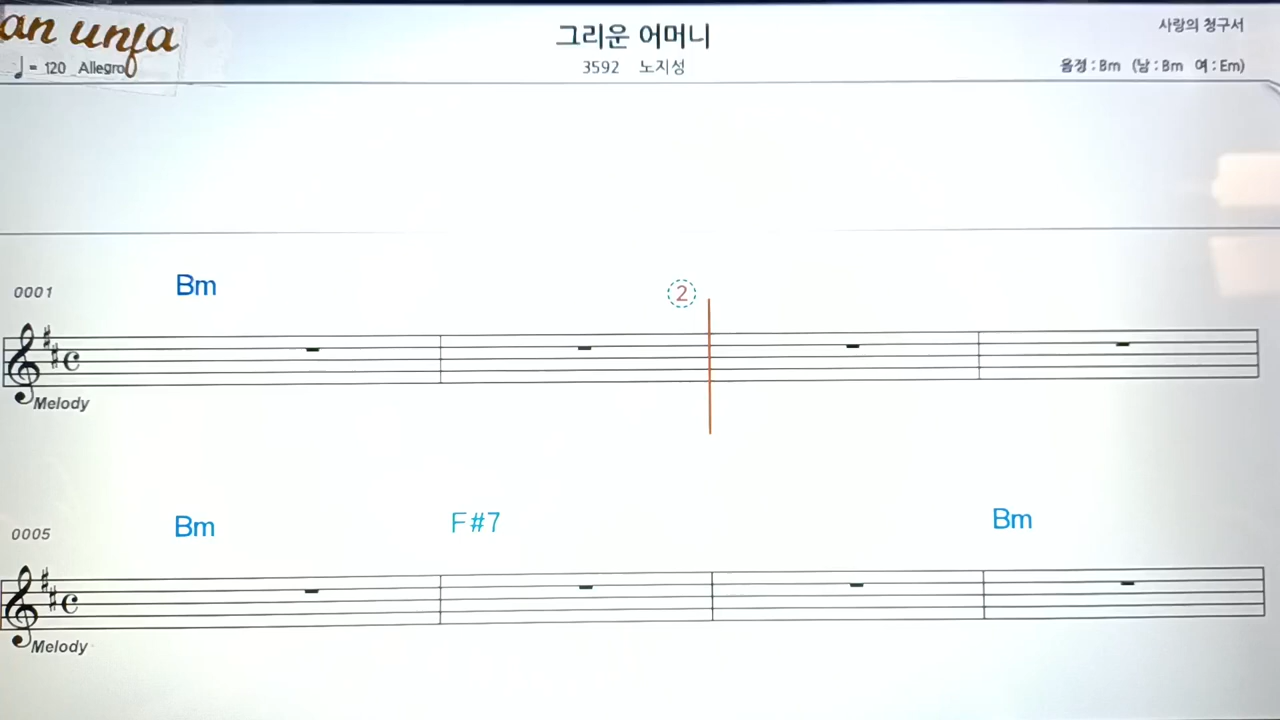 an unfa
그리운 어머니
사랑의 청구서
♩= 120 Allegro
3592 노지성
음정 : Bm (남 : Bm 여 : Em)
0001 Bm ②
Melody
0005 Bm F#7 Bm
Melody